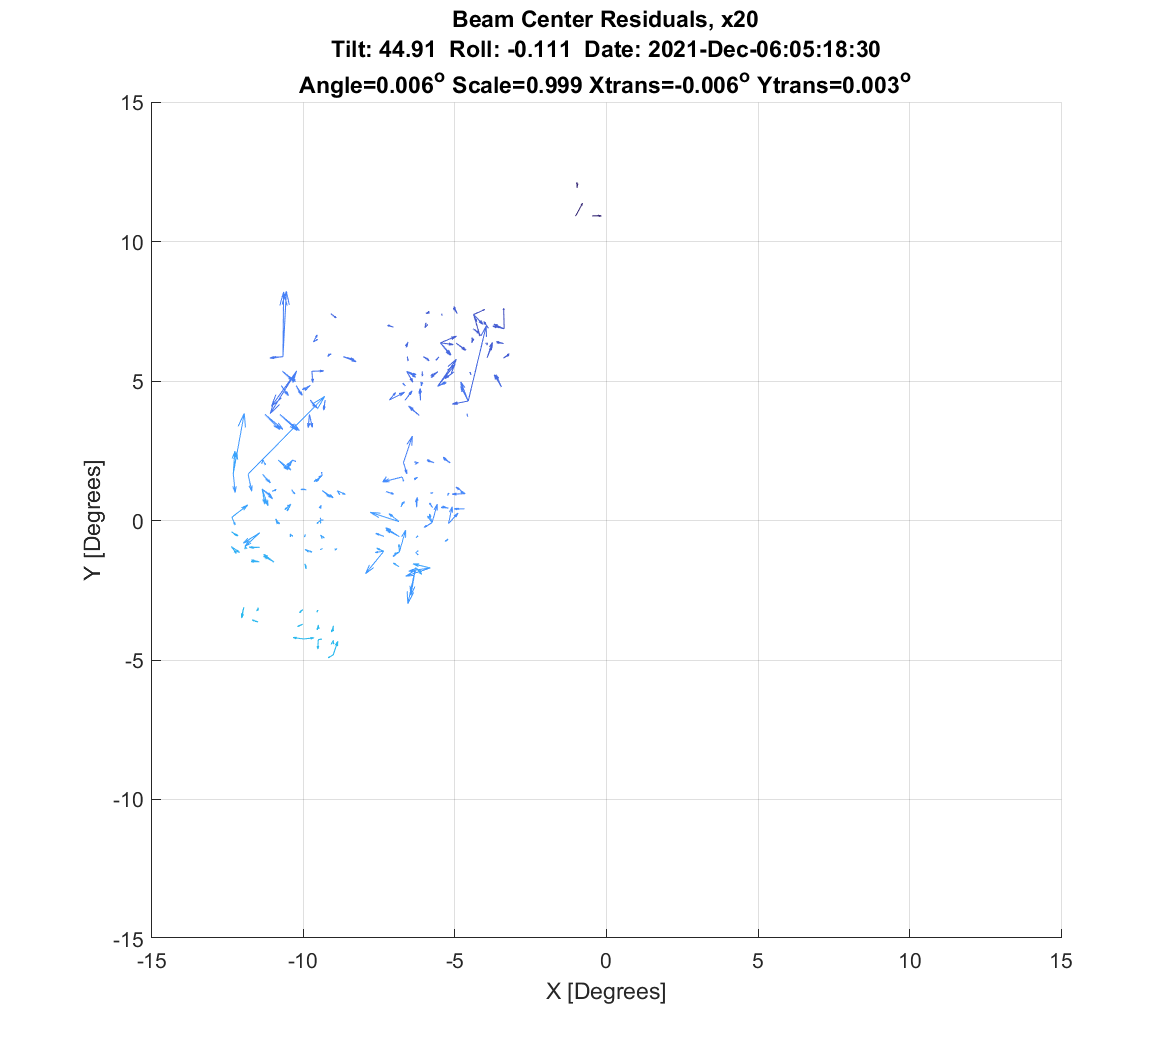 Beam Center Residuals, x20
Tilt: 44.91 Roll: -0.111 Date: 2021-Dec-06:05:18:30
Angle=0.006° Scale=0.999 Xtrans=-0.006° Ytrans=0.003°
15
10
5
0
-5
-10
-15
Y [Degrees]
-15 -10 -5 0 5 10 15
X [Degrees]